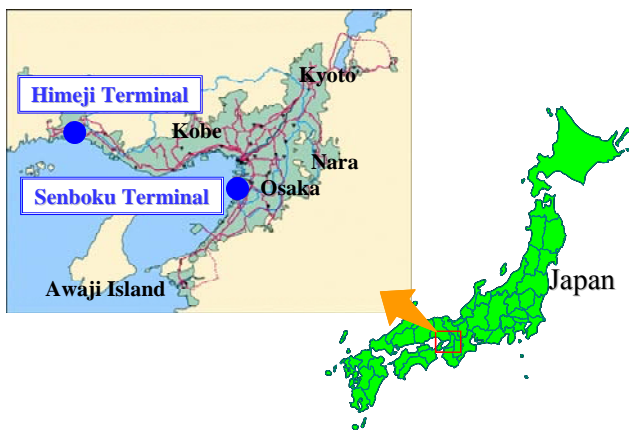 Kyoto
Himeji Terminal
Kobe
Nara
Senboku Terminal
Osaka
Awaji Island
Japan